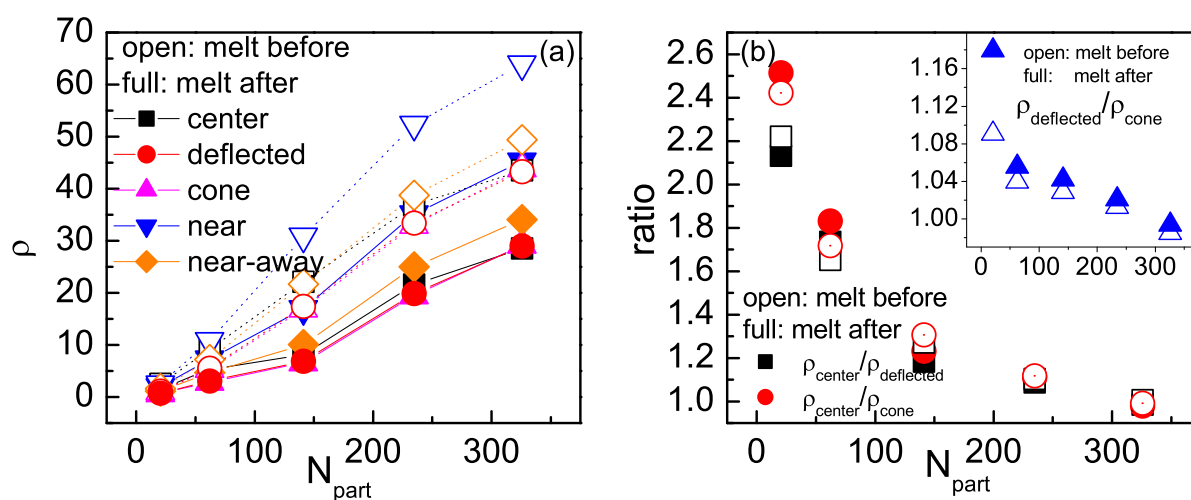 70
60
50
40
30
20
10
0
ρ
open: melt before
full: melt after
center
deflected
cone
near
near-away
(a)
0 100 200 300
N_part
2.6
2.4
2.2
2.0
1.8
1.6
1.4
1.2
1.0
ratio
(b)
open: melt before
full: melt after
ρ_center/ρ_deflected
ρ_center/ρ_cone
0 100 200 300
N_part
1.16
1.12
1.08
1.04
1.00
open: melt before
full: melt after
ρ_deflected/ρ_cone
0 100 200 300